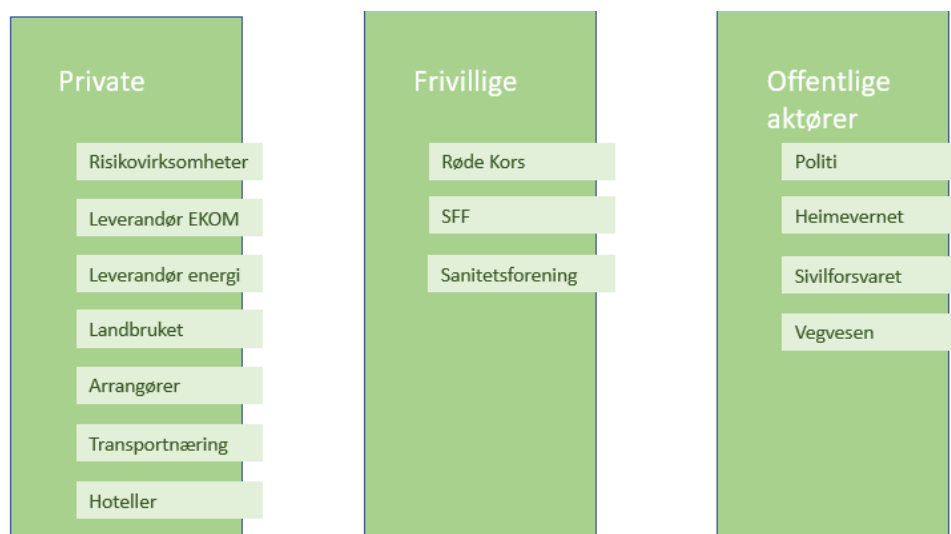 Private
Risikovirksomheter
Leverandør EKOM
Leverandør energi
Landbruket
Arrangører
Transportnæring
Hoteller
Frivillige
Røde Kors
SFF
Sanitetsforening
Offentlige
aktører
Politi
Heimevernet
Sivilforsvaret
Vegvesen